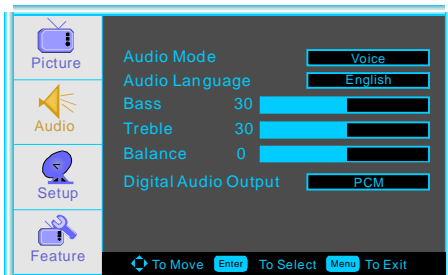 Picture
Audio
Setup
Feature
Audio Mode Voice
Audio Language English
Bass 30
Treble 30
Balance 0
Digital Audio Output PCM
To Move Enter To Select Menu To Exit